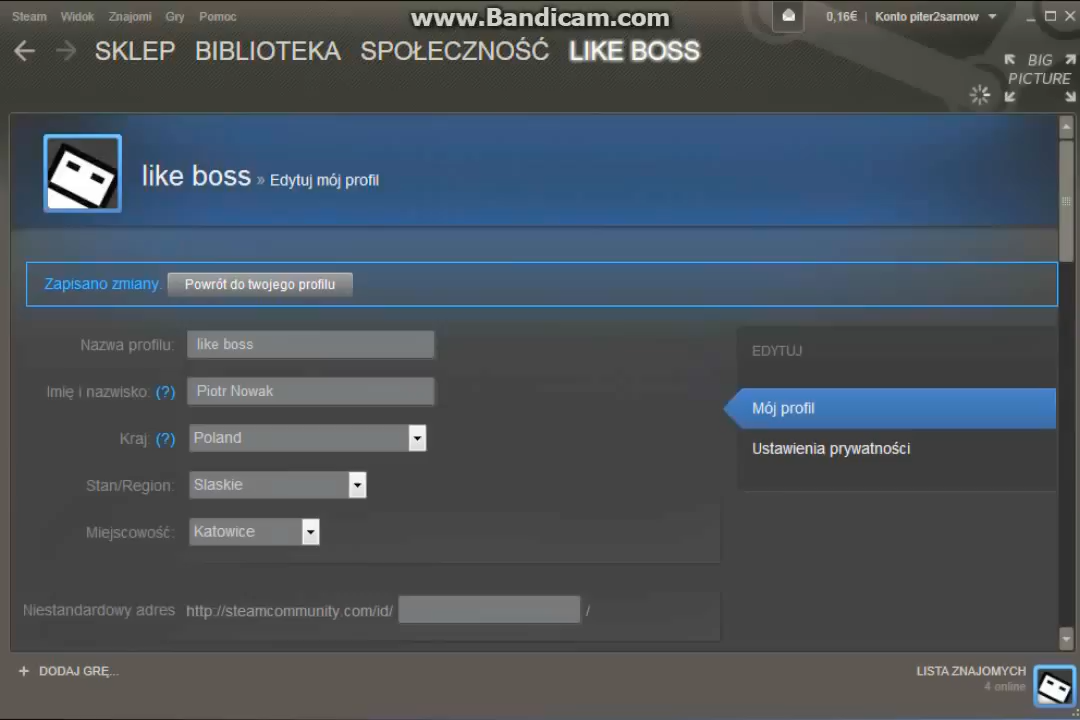 www.Bandicam.com
Steam Widok Znajomi Gry Pomoc
0,16€ Konto piter2sarnow
SKLEP BIBLIOTEKA SPOŁECZNOŚĆ LIKE BOSS
BIG PICTURE
like boss » Edytuj mój profil
Zapisano zmiany. Powrót do twojego profilu
Nazwa profilu: like boss
EDYTUJ
Imię i nazwisko: (?) Piotr Nowak
Mój profil
Kraj: (?) Poland
Ustawienia prywatności
Stan/Region: Slaskie
Miejscowość: Katowice
Niestandardowy adres http://steamcommunity.com/id/ /
+ DODAJ GRĘ...
LISTA ZNAJOMYCH
4 online